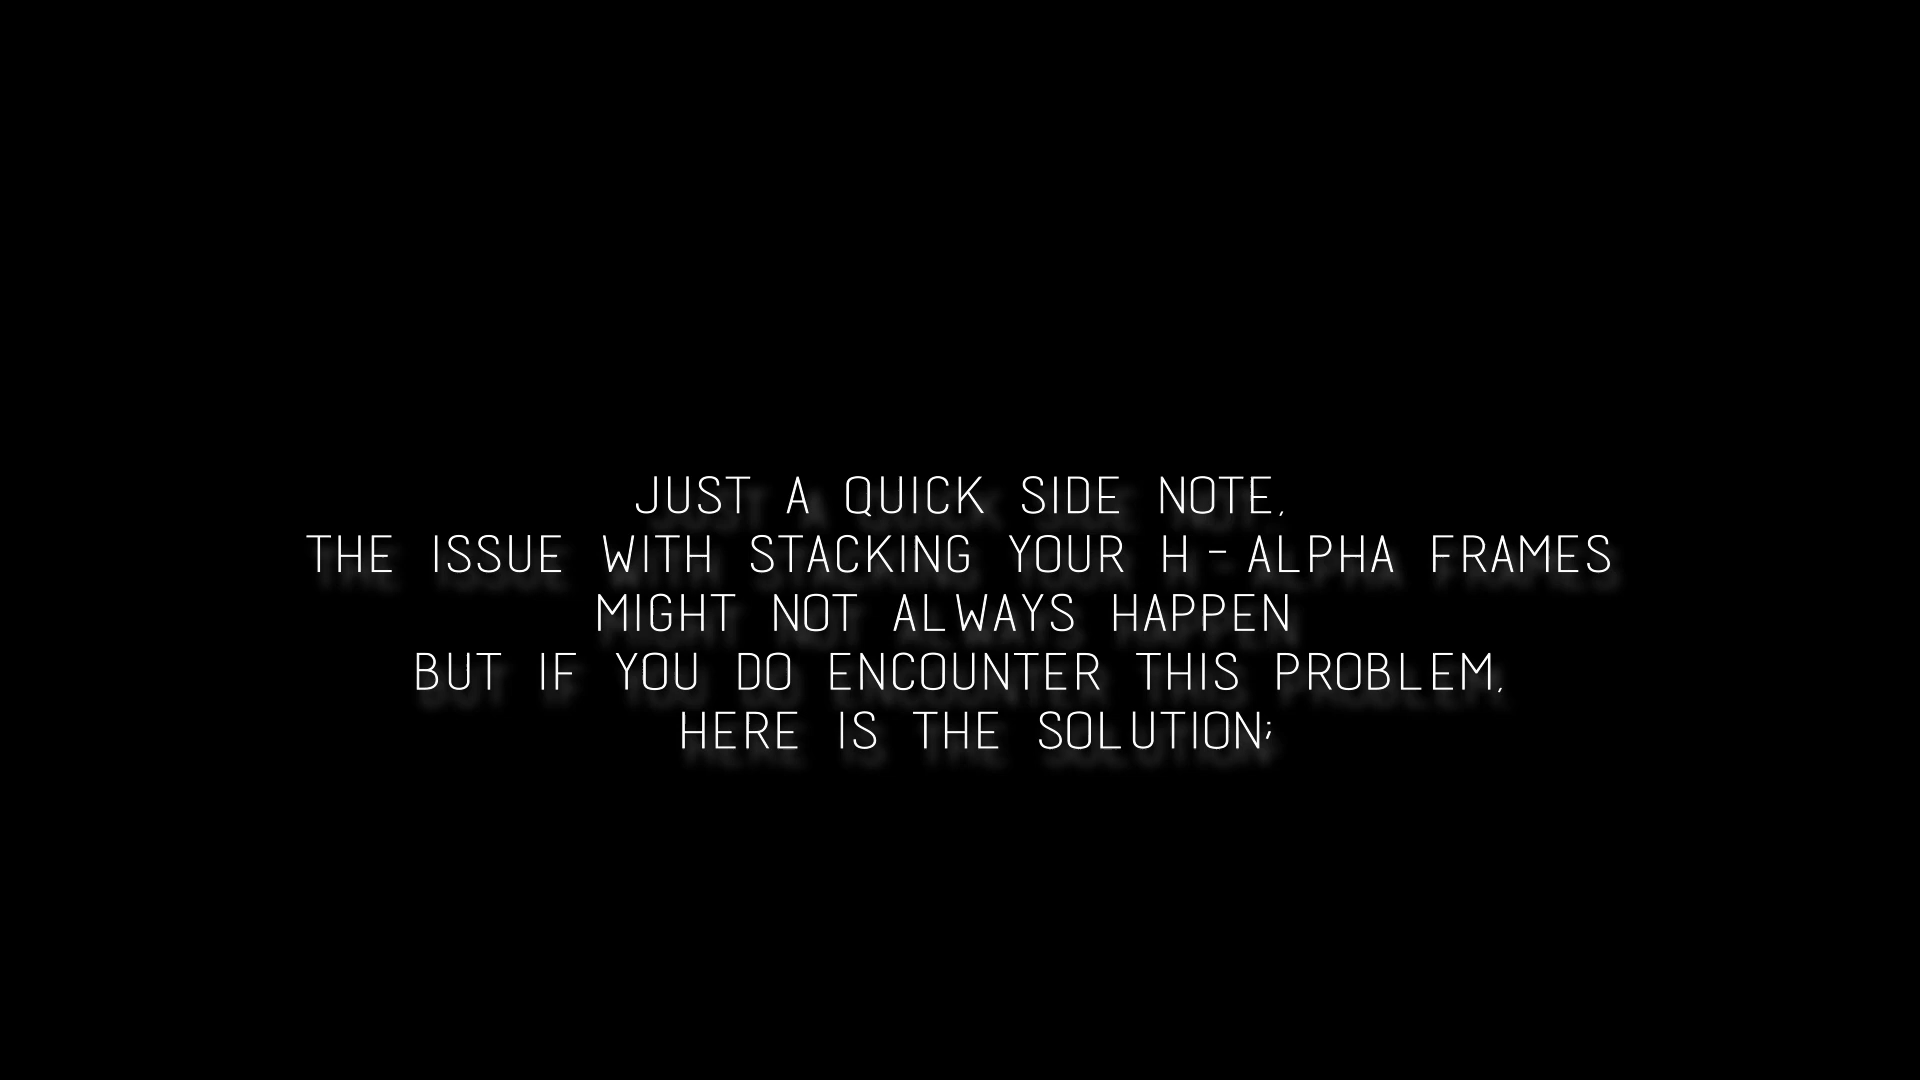 JUST A QUICK SIDE NOTE,
THE ISSUE WITH STACKING YOUR H-ALPHA FRAMES
MIGHT NOT ALWAYS HAPPEN
BUT IF YOU DO ENCOUNTER THIS PROBLEM,
HERE IS THE SOLUTION;